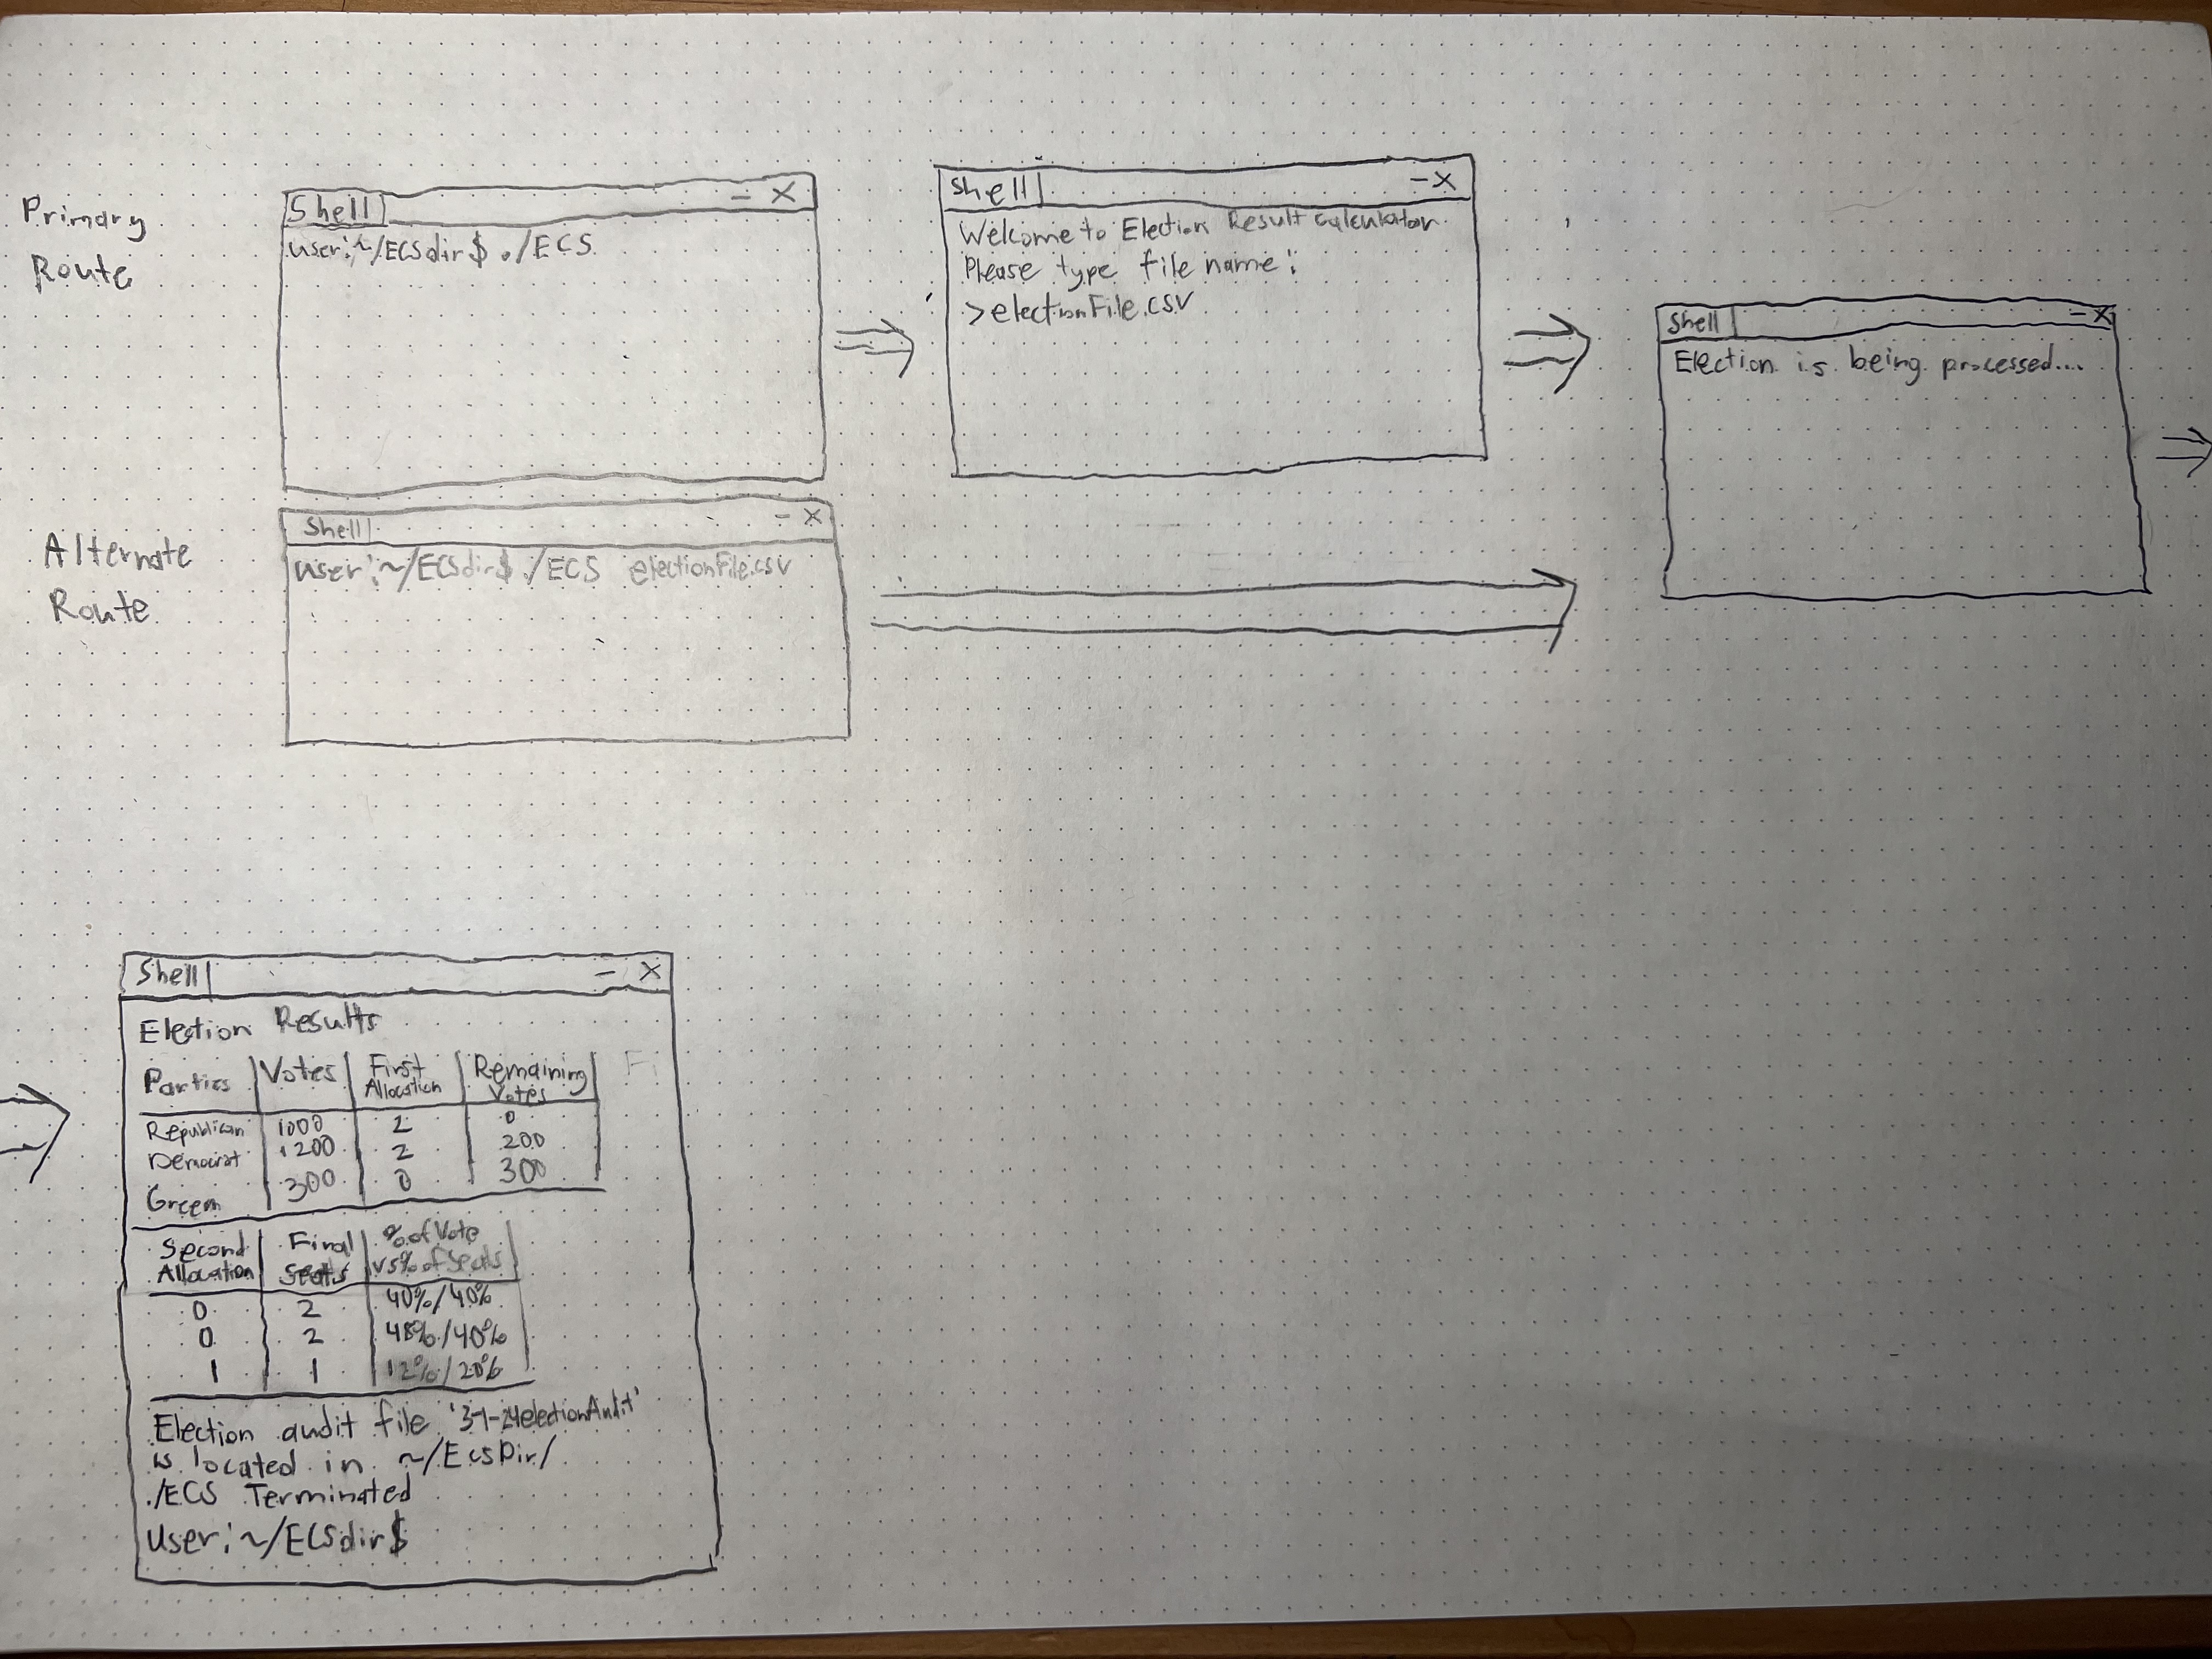 Primary
Route
Shell - X
user:~/ECSdir$ ./ECS
Shell - X
Welcome to Election Result calculator
Please type file name:
>electionFile.csv
Alternate
Route
Shell - X
user:~/ECSdir$ ./ECS electionFile.csv
Shell - X
Election is being processed....
Shell - X
Election Results
Parties | Votes | First Allocation | Remaining Votes F
Republican 1000 2 0
Democrat 1200 2 200
Green 300 0 300
Second Allocation | Final Seats | % of Vote vs % of Seats
0 2 40%/40%
0 2 48%/40%
1 1 12%/20%
Election audit file
is located in ~/ECSDir/
./ECS Terminated
User:~/ECSdir$